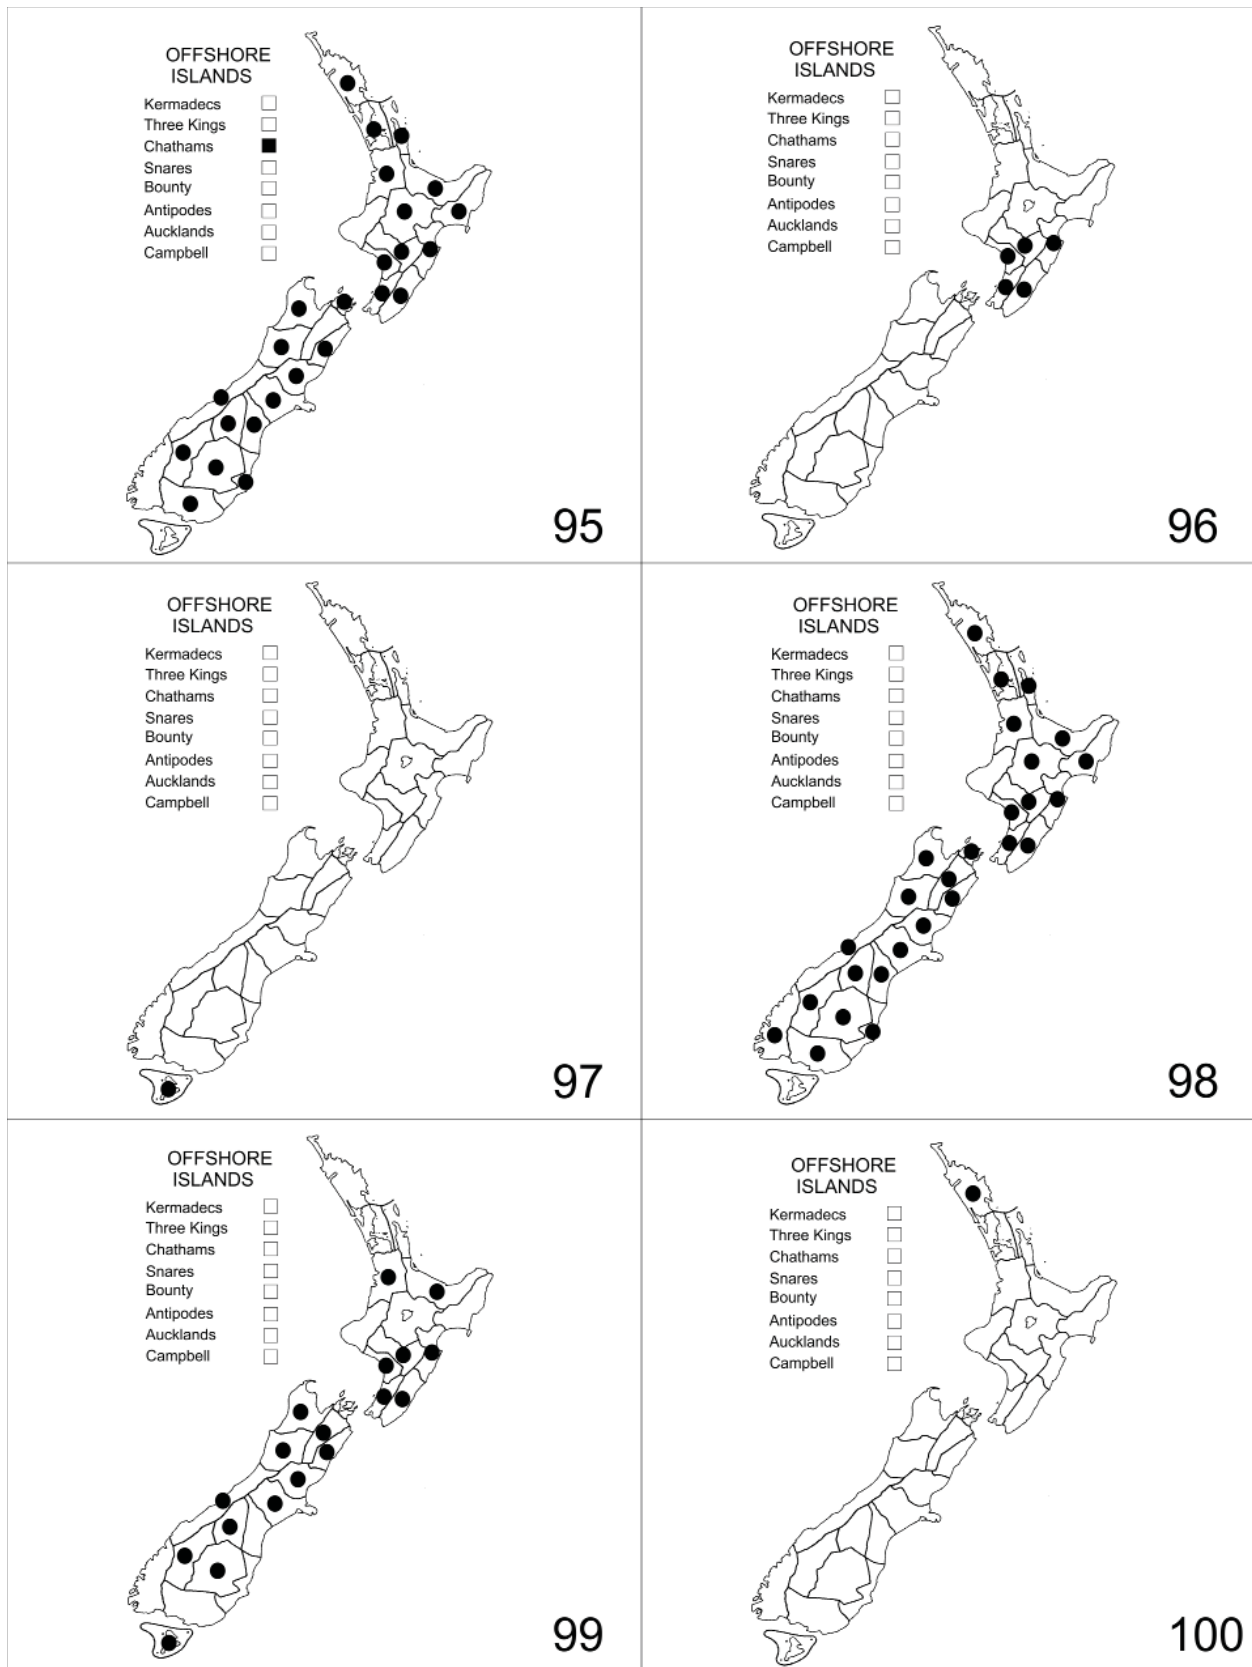 OFFSHORE
ISLANDS
Kermadecs
Three Kings
Chathams
Snares
Bounty
Antipodes
Aucklands
Campbell
95
OFFSHORE
ISLANDS
Kermadecs
Three Kings
Chathams
Snares
Bounty
Antipodes
Aucklands
Campbell
96
OFFSHORE
ISLANDS
Kermadecs
Three Kings
Chathams
Snares
Bounty
Antipodes
Aucklands
Campbell
97
OFFSHORE
ISLANDS
Kermadecs
Three Kings
Chathams
Snares
Bounty
Antipodes
Aucklands
Campbell
98
OFFSHORE
ISLANDS
Kermadecs
Three Kings
Chathams
Snares
Bounty
Antipodes
Aucklands
Campbell
99
OFFSHORE
ISLANDS
Kermadecs
Three Kings
Chathams
Snares
Bounty
Antipodes
Aucklands
Campbell
100